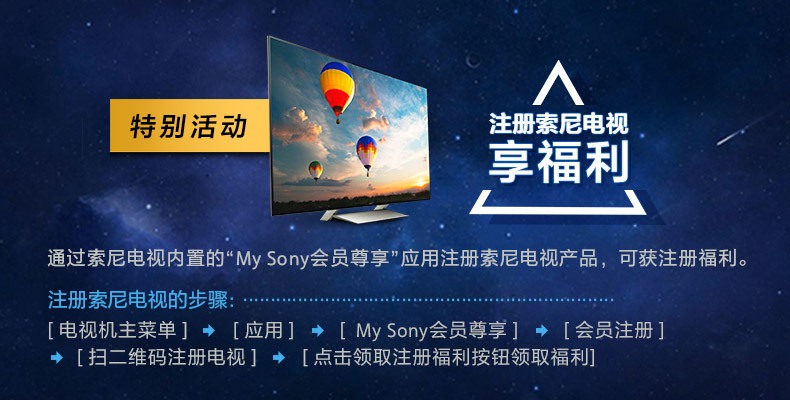 特别活动
注册索尼电视
享福利
通过索尼电视内置的“My Sony会员尊享”应用注册索尼电视产品，可获注册福利。
注册索尼电视的步骤:
[ 电视机主菜单 ] ➜ [ 应用 ] ➜ [ My Sony会员尊享 ] ➜ [ 会员注册 ]
➜ [ 扫二维码注册电视 ] ➜ [ 点击领取注册福利按钮领取福利]